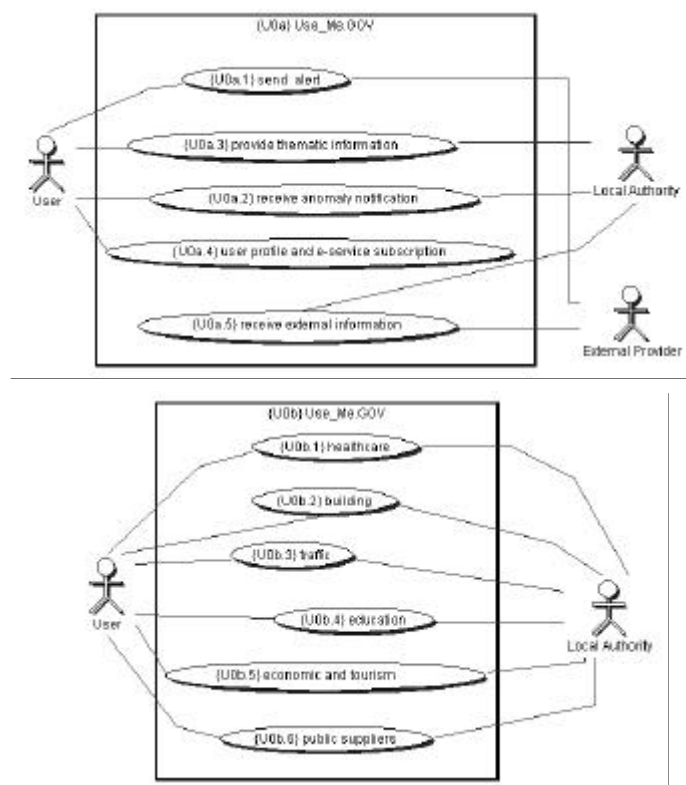 {U0a} Use_Me.GOV
{U0a.1} send alert
{U0a.3} provide thematic information
User
Local Authority
{U0a.2} receive anomaly notification
{U0a.4} user profile and e-service subscription
{U0a.5} receive external information
External Provider
{U0b} Use_Me.GOV
{U0b.1} healthcare
{U0b.2} building
{U0b.3} traffic
User
{U0b.4} education
Local Authority
{U0b.5} economic and tourism
{U0b.6} public suppliers